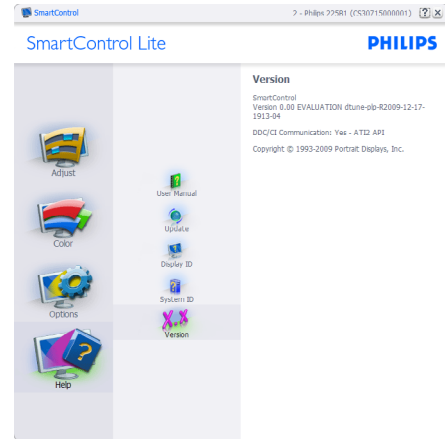 SmartControl
2 - Philips 225B1 (CS30715000001)
SmartControl Lite
PHILIPS
Adjust
Color
Options
Help
User Manual
Update
Display ID
System ID
X.X
Version
Version
SmartControl
Version 0.00 EVALUATION dtune-plp-R2009-12-17-
1913-04
DDC/CI Communication: Yes - ATI2 API
Copyright © 1993-2009 Portrait Displays, Inc.